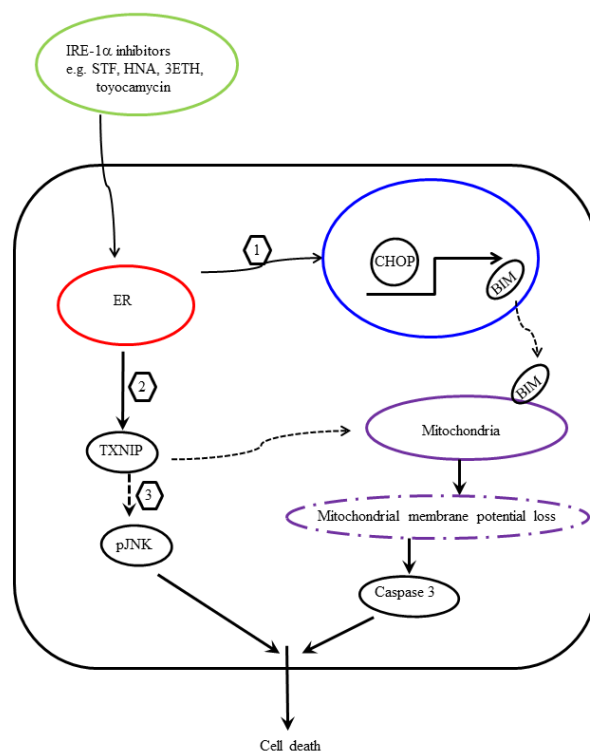 IRE-1α inhibitors
e.g. STF, HNA, 3ETH,
toyocamycin
1
CHOP
BIM
ER
2
BIM
TXNIP
Mitochondria
3
Mitochondrial membrane potential loss
pJNK
Caspase 3
Cell death